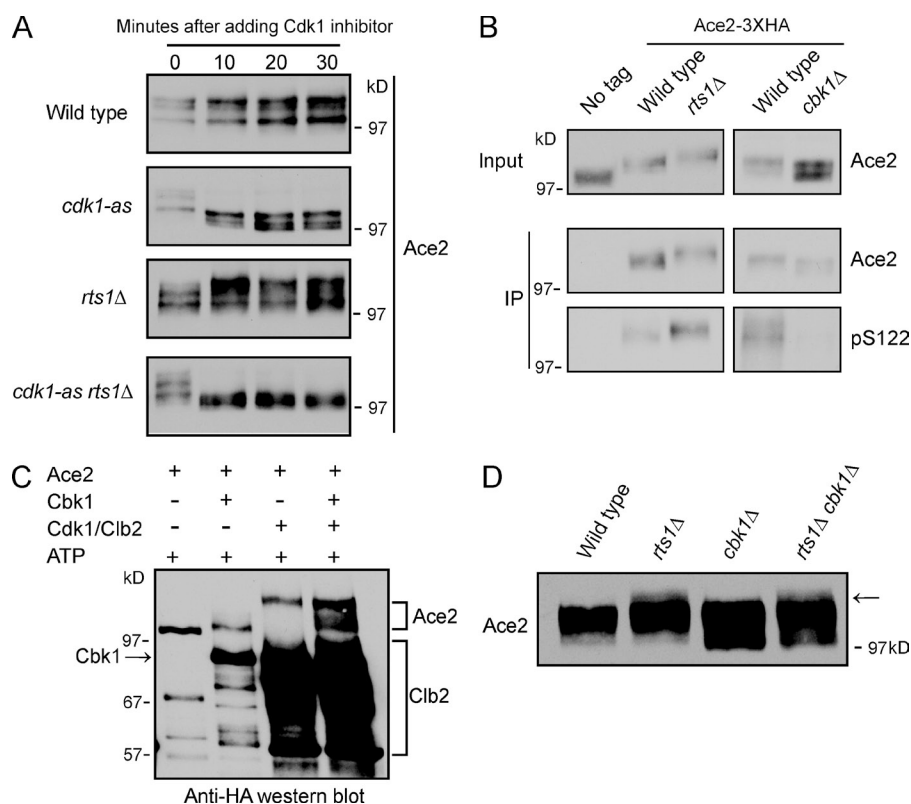 A
Minutes after adding Cdk1 inhibitor
0 10 20 30
kD
Wild type
- 97
cdk1-as
- 97
Ace2
rts1Δ
- 97
cdk1-as rts1Δ
- 97
B
Ace2-3XHA
No tag Wild type rts1Δ Wild type cbk1Δ
kD
Input Ace2
97-
IP
Ace2
97-
pS122
97-
C
Ace2 + + + +
Cbk1 - + - +
Cdk1/Clb2 - - + +
ATP + + + +
kD
Ace2
97-
Cbk1 →
Clb2
67-
57-
Anti-HA western blot
D
Wild type rts1Δ cbk1Δ rts1Δ cbk1Δ
←
Ace2
- 97kD